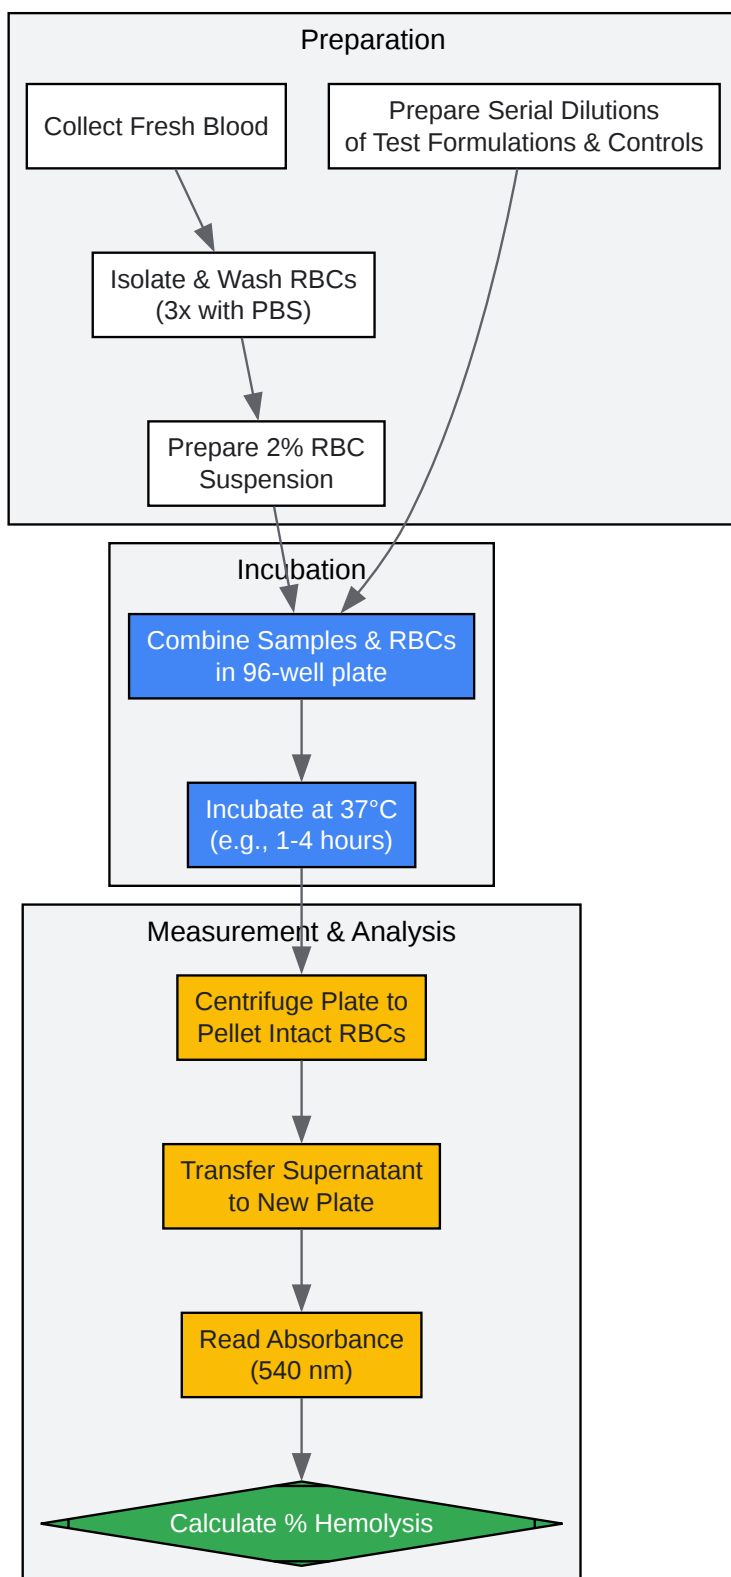 Preparation
Collect Fresh Blood
Prepare Serial Dilutions
of Test Formulations & Controls
Isolate & Wash RBCs
(3x with PBS)
Prepare 2% RBC
Suspension
Incubation
Combine Samples & RBCs
in 96-well plate
Incubate at 37°C
(e.g., 1-4 hours)
Measurement & Analysis
Centrifuge Plate to
Pellet Intact RBCs
Transfer Supernatant
to New Plate
Read Absorbance
(540 nm)
Calculate % Hemolysis